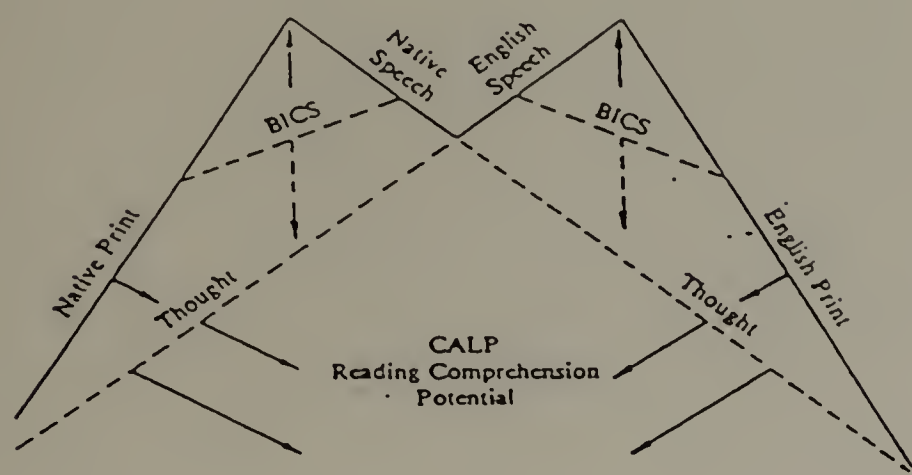 Native
Speech
English
Speech
BICS
BICS
Native Print
English Print
Thought
Thought
CALP
Reading Comprehension
Potential